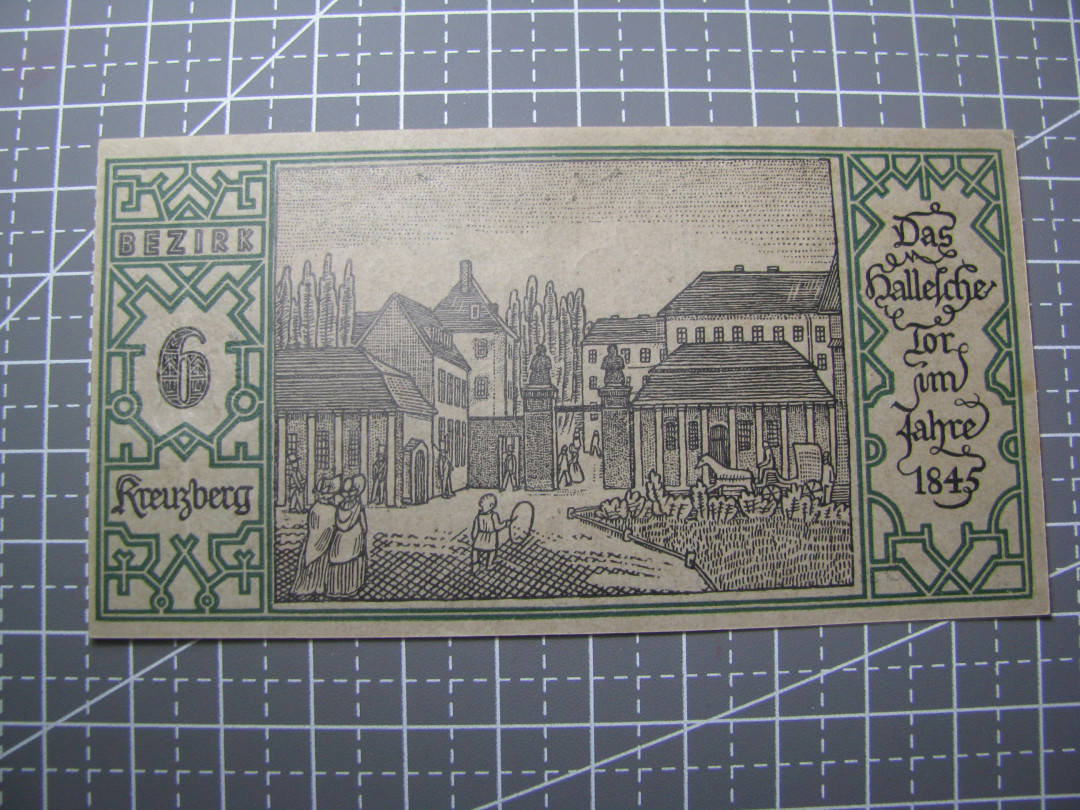 BEZIRK
6
Kreuzberg
Das
Hallesche
Tor
im
Jahre
1845